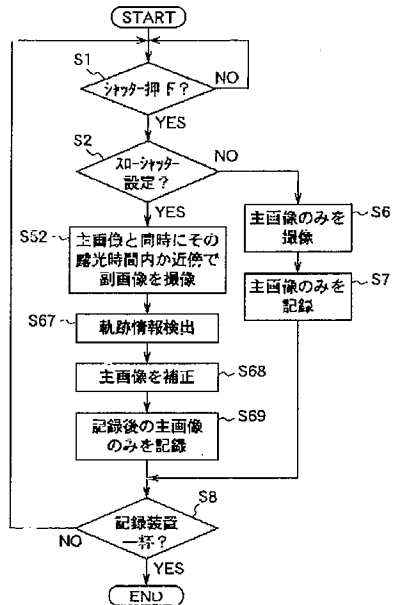 START
S1
シャッター押下?
NO
YES
S2
スローシャッター
設定?
NO
YES
S52
主画像と同時にその
露光時間内か近傍で
副画像を撮像
S6
主画像のみを
撮像
S7
主画像のみを
記録
S67
軌跡情報検出
主画像を補正
S68
記録後の主画像
のみを記録
S69
S8
記録装置
一杯?
NO
YES
END